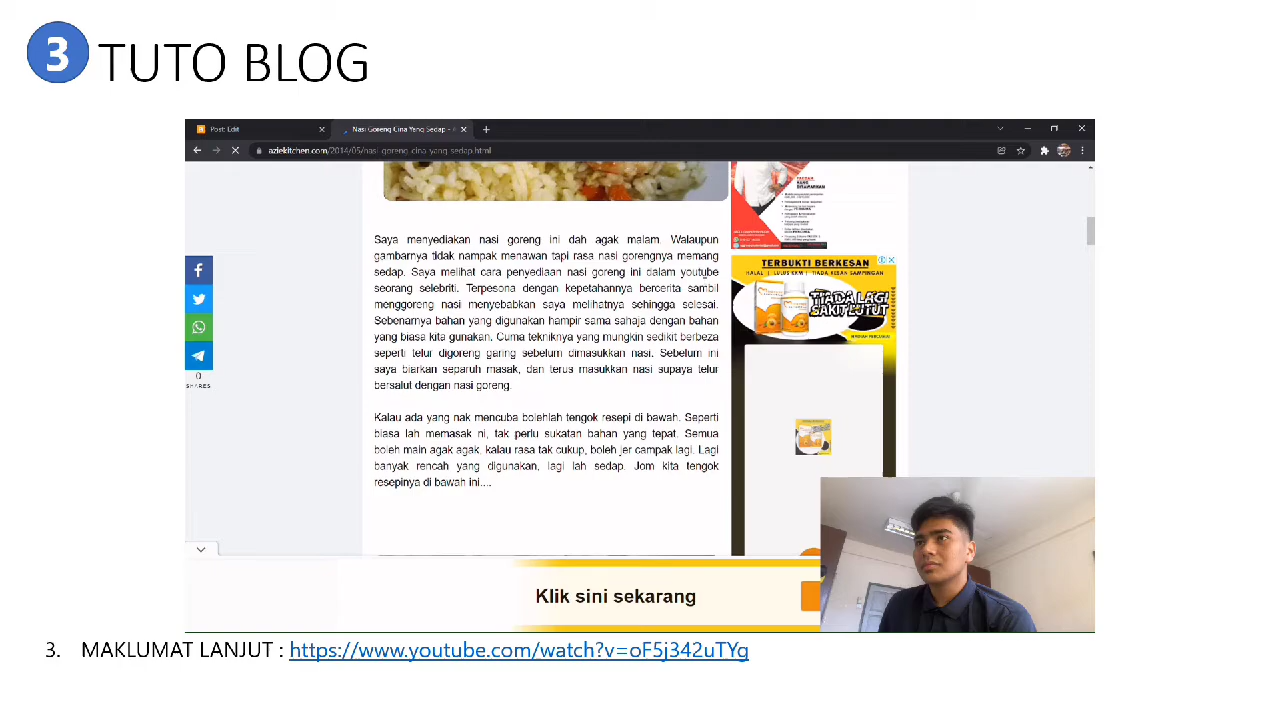 3 TUTO BLOG
Post: Edit
Nasi Goreng Cina Yang Sedap -
aziekitchen.com/2014/05/nasi-goreng-cina-yang-sedap.html
Saya menyediakan nasi goreng ini dah agak malam. Walaupun
gambarnya tidak nampak menawan tapi rasa nasi gorengnya memang
sedap. Saya melihat cara penyediaan nasi goreng ini dalam youtube
seorang selebriti. Terpesona dengan kepetahannya bercerita sambil
menggoreng nasi menyebabkan saya melihatnya sehingga selesai.
Sebenarnya bahan yang digunakan hampir sama sahaja dengan bahan
yang biasa kita gunakan. Cuma tekniknya yang mungkin sedikit berbeza
seperti telur digoreng garing sebelum dimasukkan nasi. Sebelum ini
saya biarkan separuh masak, dan terus masukkan nasi supaya telur
bersalut dengan nasi goreng.
Kalau ada yang nak mencuba bolehlah tengok resepi di bawah. Seperti
biasa lah memasak ni, tak perlu sukatan bahan yang tepat. Semua
boleh main agak agak, kalau rasa tak cukup, boleh jer campak lagi. Lagi
banyak rencah yang digunakan, lagi lah sedap. Jom kita tengok
resepinya di bawah ini....
0
SHARES
YANG
DITAWARKAN
TERBUKTI BERKESAN
HALAL | LULUS KKM | TIADA KESAN SAMPINGAN
TIADA LAGI
SAKIT LUTUT
Klik sini sekarang
3. MAKLUMAT LANJUT : https://www.youtube.com/watch?v=oF5j342uTYg